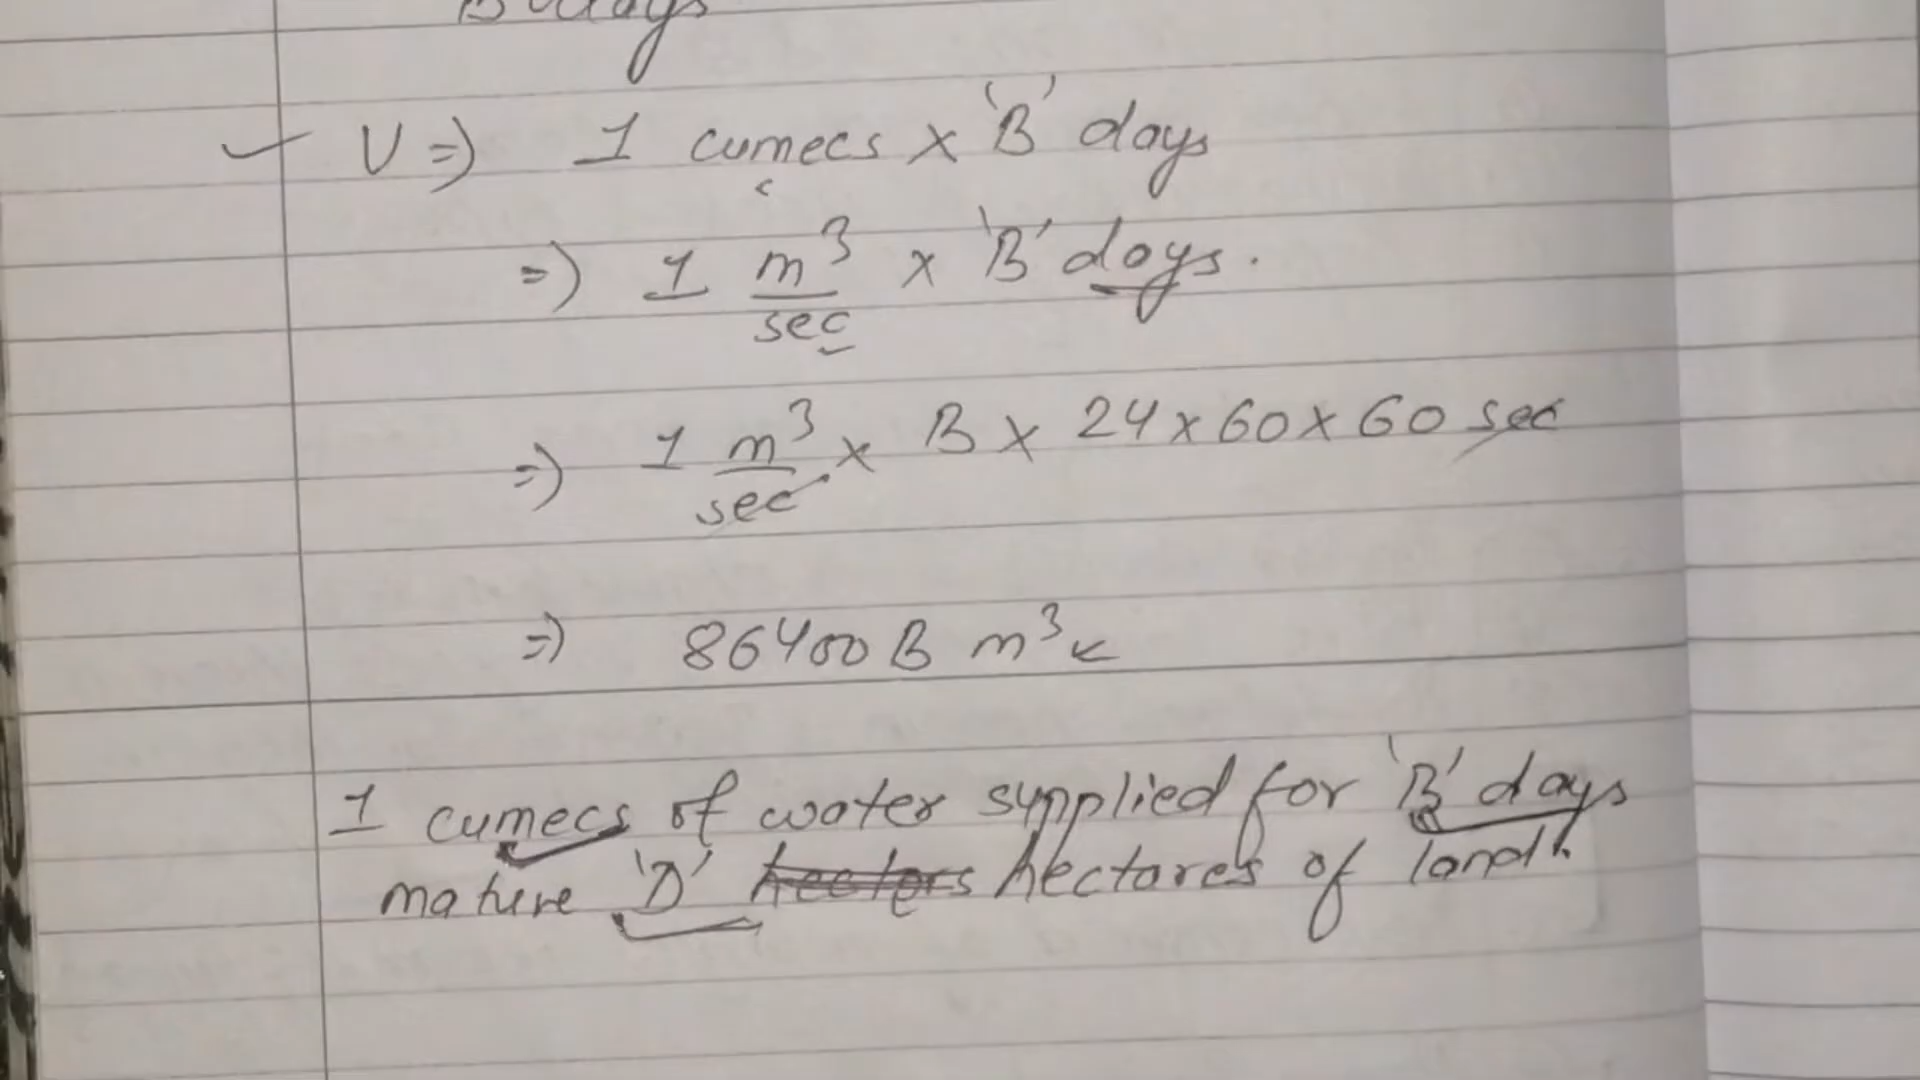 B days
V => 1 cumecs x 'B' days
=> 1 m³/sec x 'B' days.
=> 1 m³/sec x B x 24 x 60 x 60 sec
=> 86400 B m³
1 cumecs of water supplied for 'B' days
mature 'D' hectors hectares of land.